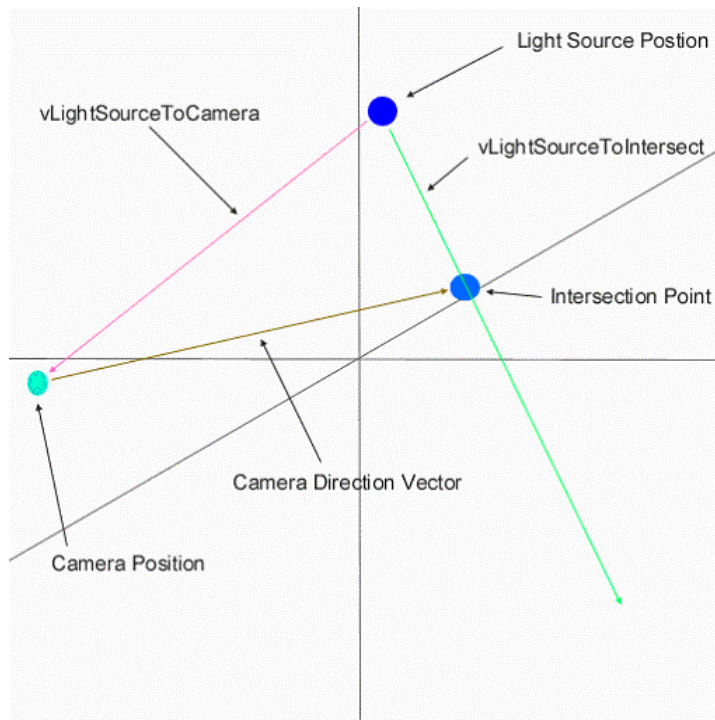 Light Source Postion
vLightSourceToCamera
vLightSourceToIntersect
Intersection Point
Camera Direction Vector
Camera Position